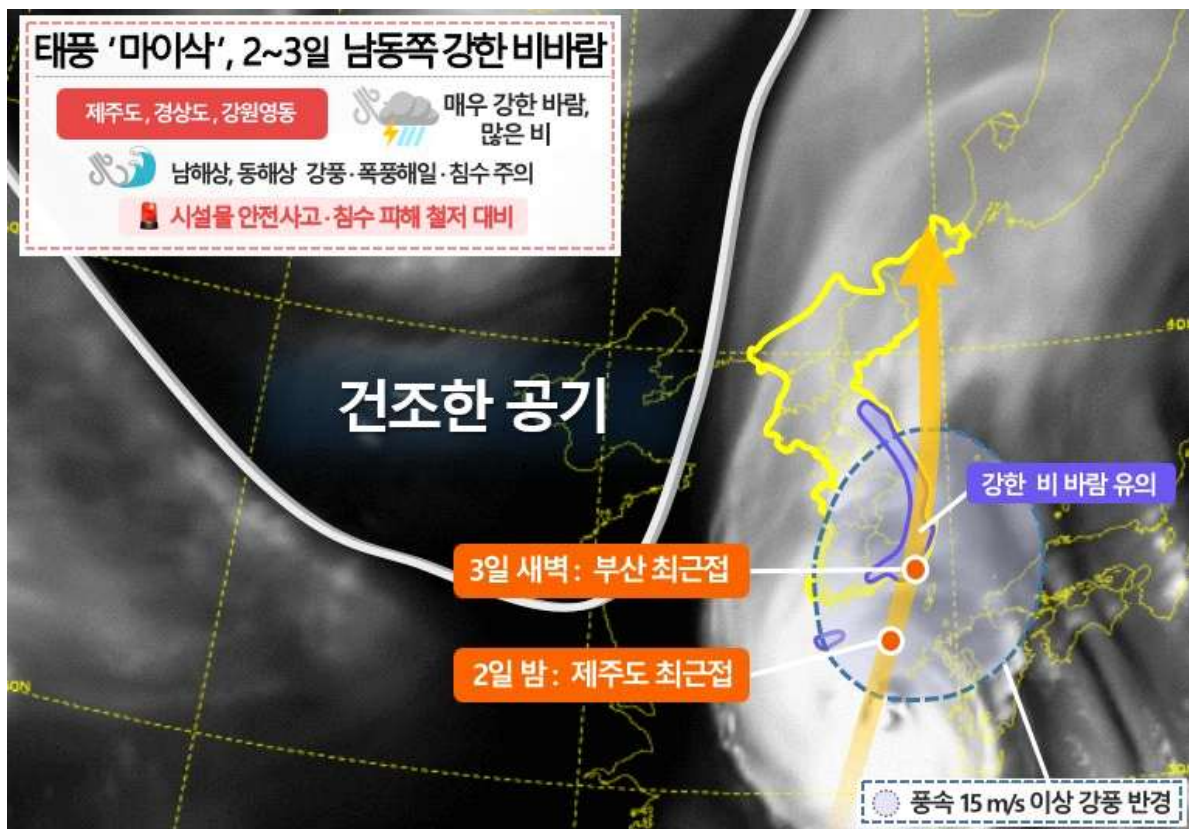 태풍 '마이삭', 2~3일 남동쪽 강한 비바람
제주도, 경상도, 강원영동
매우 강한 바람,
많은 비
남해상, 동해상 강풍·폭풍해일·침수 주의
시설물 안전사고·침수 피해 철저 대비
건조한 공기
강한 비 바람 유의
3일 새벽 : 부산 최근접
2일 밤 : 제주도 최근접
풍속 15 m/s 이상 강풍 반경